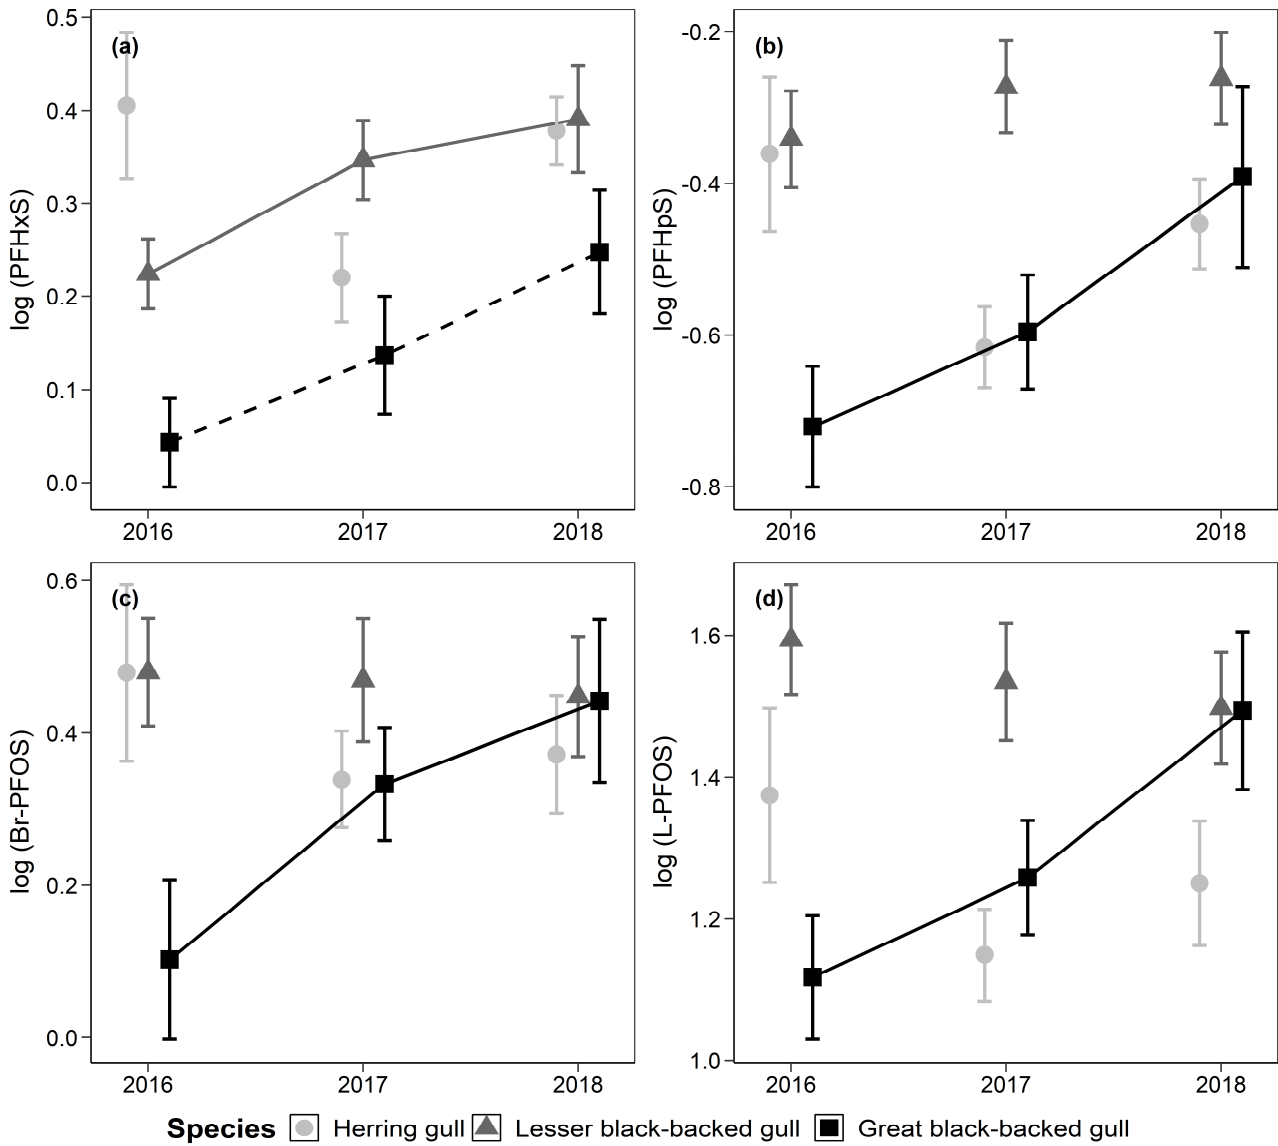 (a)
log (PFHxS)
0.5
0.4
0.3
0.2
0.1
0.0
2016 2017 2018
(b)
log (PFHpS)
-0.2
-0.4
-0.6
-0.8
2016 2017 2018
(c)
log (Br-PFOS)
0.6
0.4
0.2
0.0
2016 2017 2018
(d)
log (L-PFOS)
1.6
1.4
1.2
1.0
2016 2017 2018
Species Herring gull Lesser black-backed gull Great black-backed gull